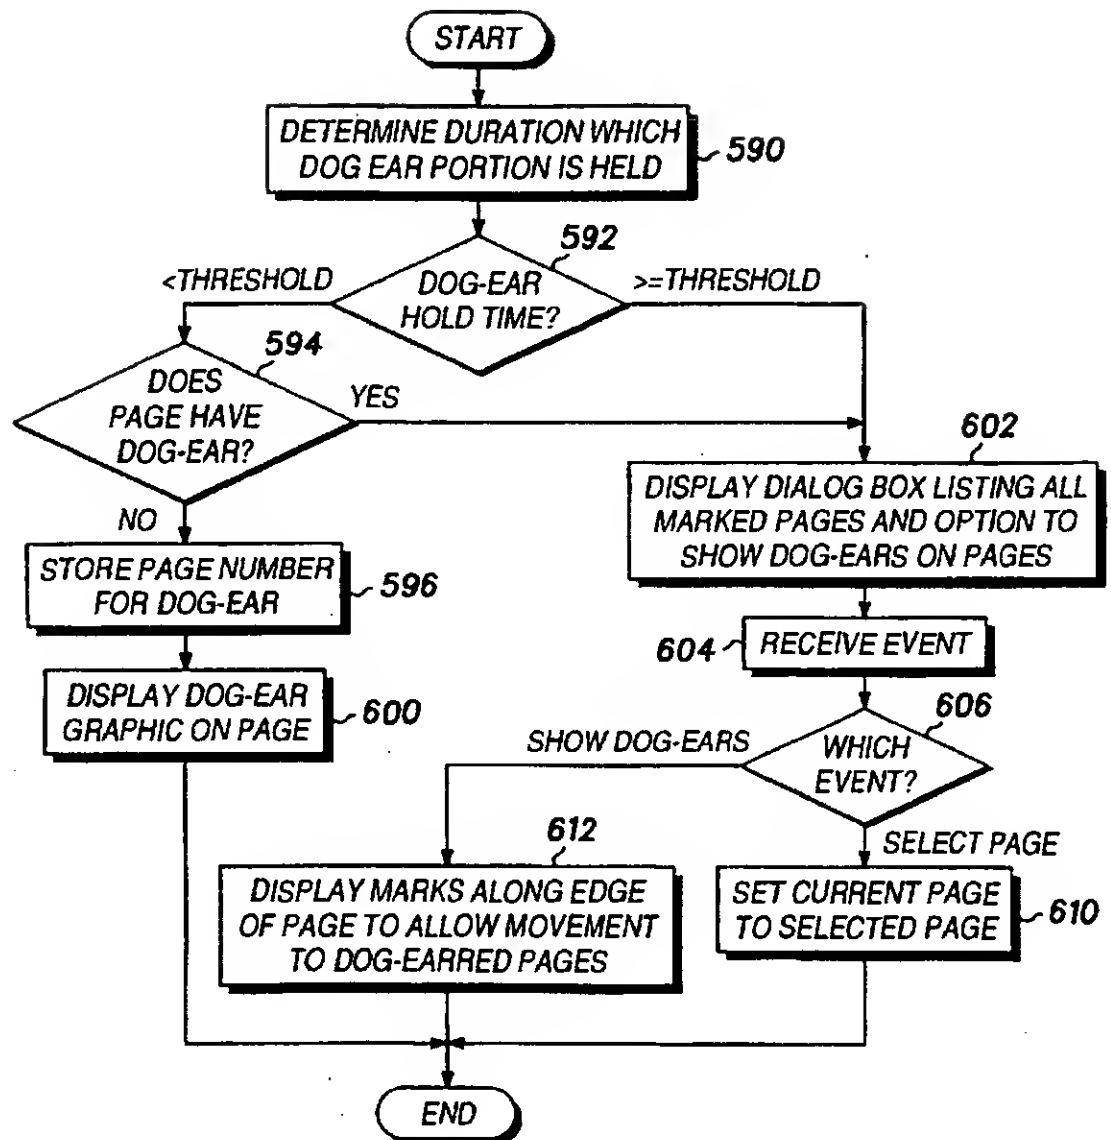 START
DETERMINE DURATION WHICH
DOG EAR PORTION IS HELD
590
592
<THRESHOLD
DOG-EAR
HOLD TIME?
>=THRESHOLD
594
DOES
PAGE HAVE
DOG-EAR?
YES
NO
602
DISPLAY DIALOG BOX LISTING ALL
MARKED PAGES AND OPTION TO
SHOW DOG-EARS ON PAGES
STORE PAGE NUMBER
FOR DOG-EAR
596
604
RECEIVE EVENT
DISPLAY DOG-EAR
GRAPHIC ON PAGE
600
606
SHOW DOG-EARS
WHICH
EVENT?
SELECT PAGE
612
DISPLAY MARKS ALONG EDGE
OF PAGE TO ALLOW MOVEMENT
TO DOG-EARRED PAGES
SET CURRENT PAGE
TO SELECTED PAGE
610
END